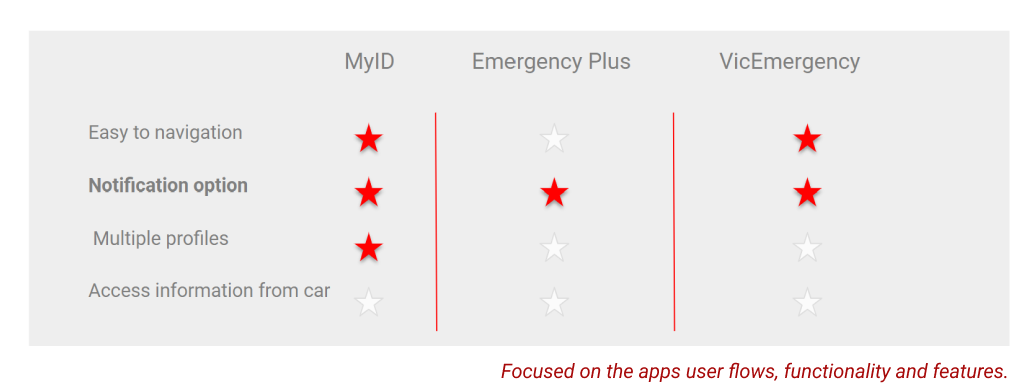 MyID Emergency Plus VicEmergency
Easy to navigation
Notification option
Multiple profiles
Access information from car
Focused on the apps user flows, functionality and features.